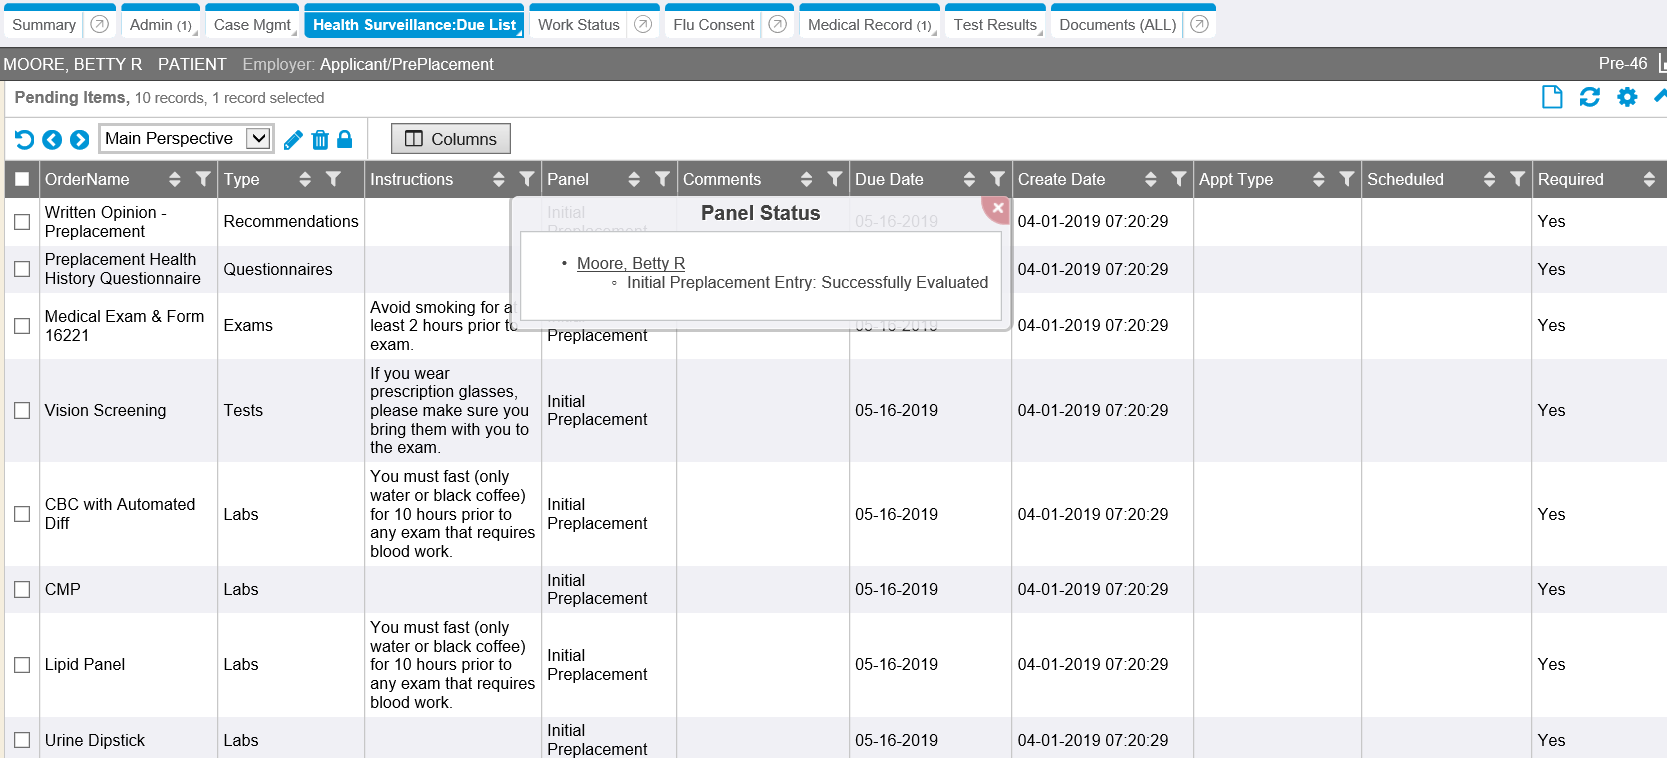 Summary Admin (1) Case Mgmt Health Surveillance:Due List Work Status Flu Consent Medical Record (1) Test Results Documents (ALL)
MOORE, BETTY R PATIENT Employer: Applicant/PrePlacement Pre-46
Pending Items, 10 records, 1 record selected
Main Perspective Columns
OrderName Type Instructions Panel Comments Due Date Create Date Appt Type Scheduled Required
Panel Status
Moore, Betty R
Initial Preplacement Entry: Successfully Evaluated
Written Opinion -
Preplacement
Recommendations
Initial
Preplacement
05-16-2019
04-01-2019 07:20:29
Yes
Preplacement Health
History Questionnaire
Questionnaires
04-01-2019 07:20:29
Yes
Medical Exam & Form
16221
Exams
Avoid smoking for at
least 2 hours prior to
exam.
Preplacement
05-16-2019
04-01-2019 07:20:29
Yes
Vision Screening
Tests
If you wear
prescription glasses,
please make sure you
bring them with you to
the exam.
Initial
Preplacement
05-16-2019
04-01-2019 07:20:29
Yes
CBC with Automated
Diff
Labs
You must fast (only
water or black coffee)
for 10 hours prior to
any exam that requires
blood work.
Initial
Preplacement
05-16-2019
04-01-2019 07:20:29
Yes
CMP
Labs
Initial
Preplacement
05-16-2019
04-01-2019 07:20:29
Yes
Lipid Panel
Labs
You must fast (only
water or black coffee)
for 10 hours prior to
any exam that requires
blood work.
Initial
Preplacement
05-16-2019
04-01-2019 07:20:29
Yes
Urine Dipstick
Labs
Initial
Preplacement
05-16-2019
04-01-2019 07:20:29
Yes